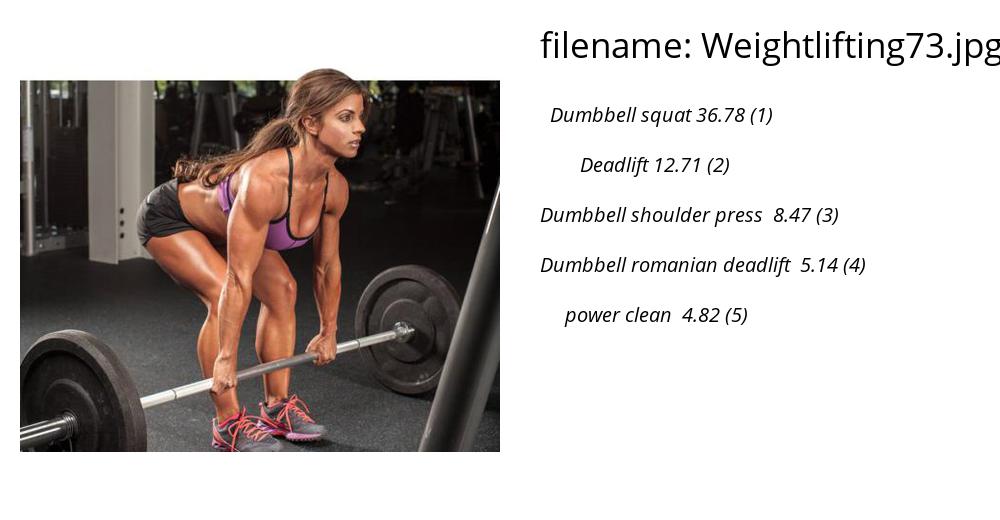 filename: Weightlifting73.jpg
Dumbbell squat 36.78 (1)
Deadlift 12.71 (2)
Dumbbell shoulder press 8.47 (3)
Dumbbell romanian deadlift 5.14 (4)
power clean 4.82 (5)